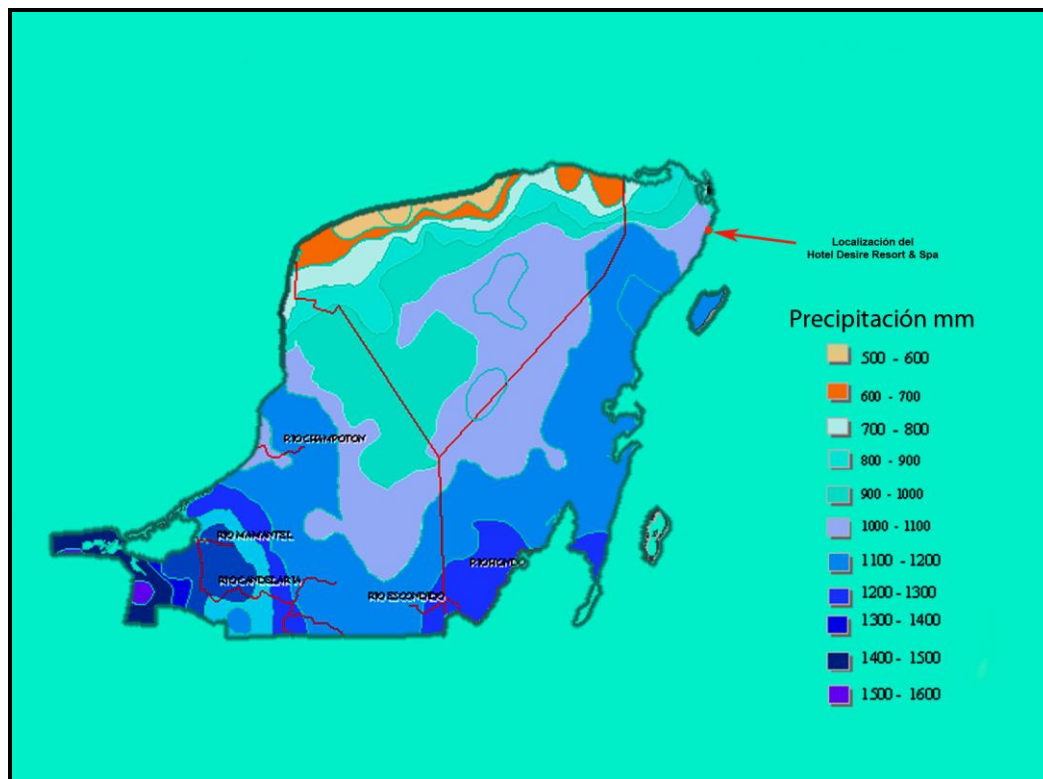 Localización del
Hotel Desire Resort & Spa
Precipitación mm
500 - 600
600 - 700
700 - 800
800 - 900
900 - 1000
1000 - 1100
1100 - 1200
1200 - 1300
1300 - 1400
1400 - 1500
1500 - 1600
RIO CHAMPOTON
RIO MAMANTEL
RIO CANDELARIA
RIO ESCONDIDO
RIO HONDO